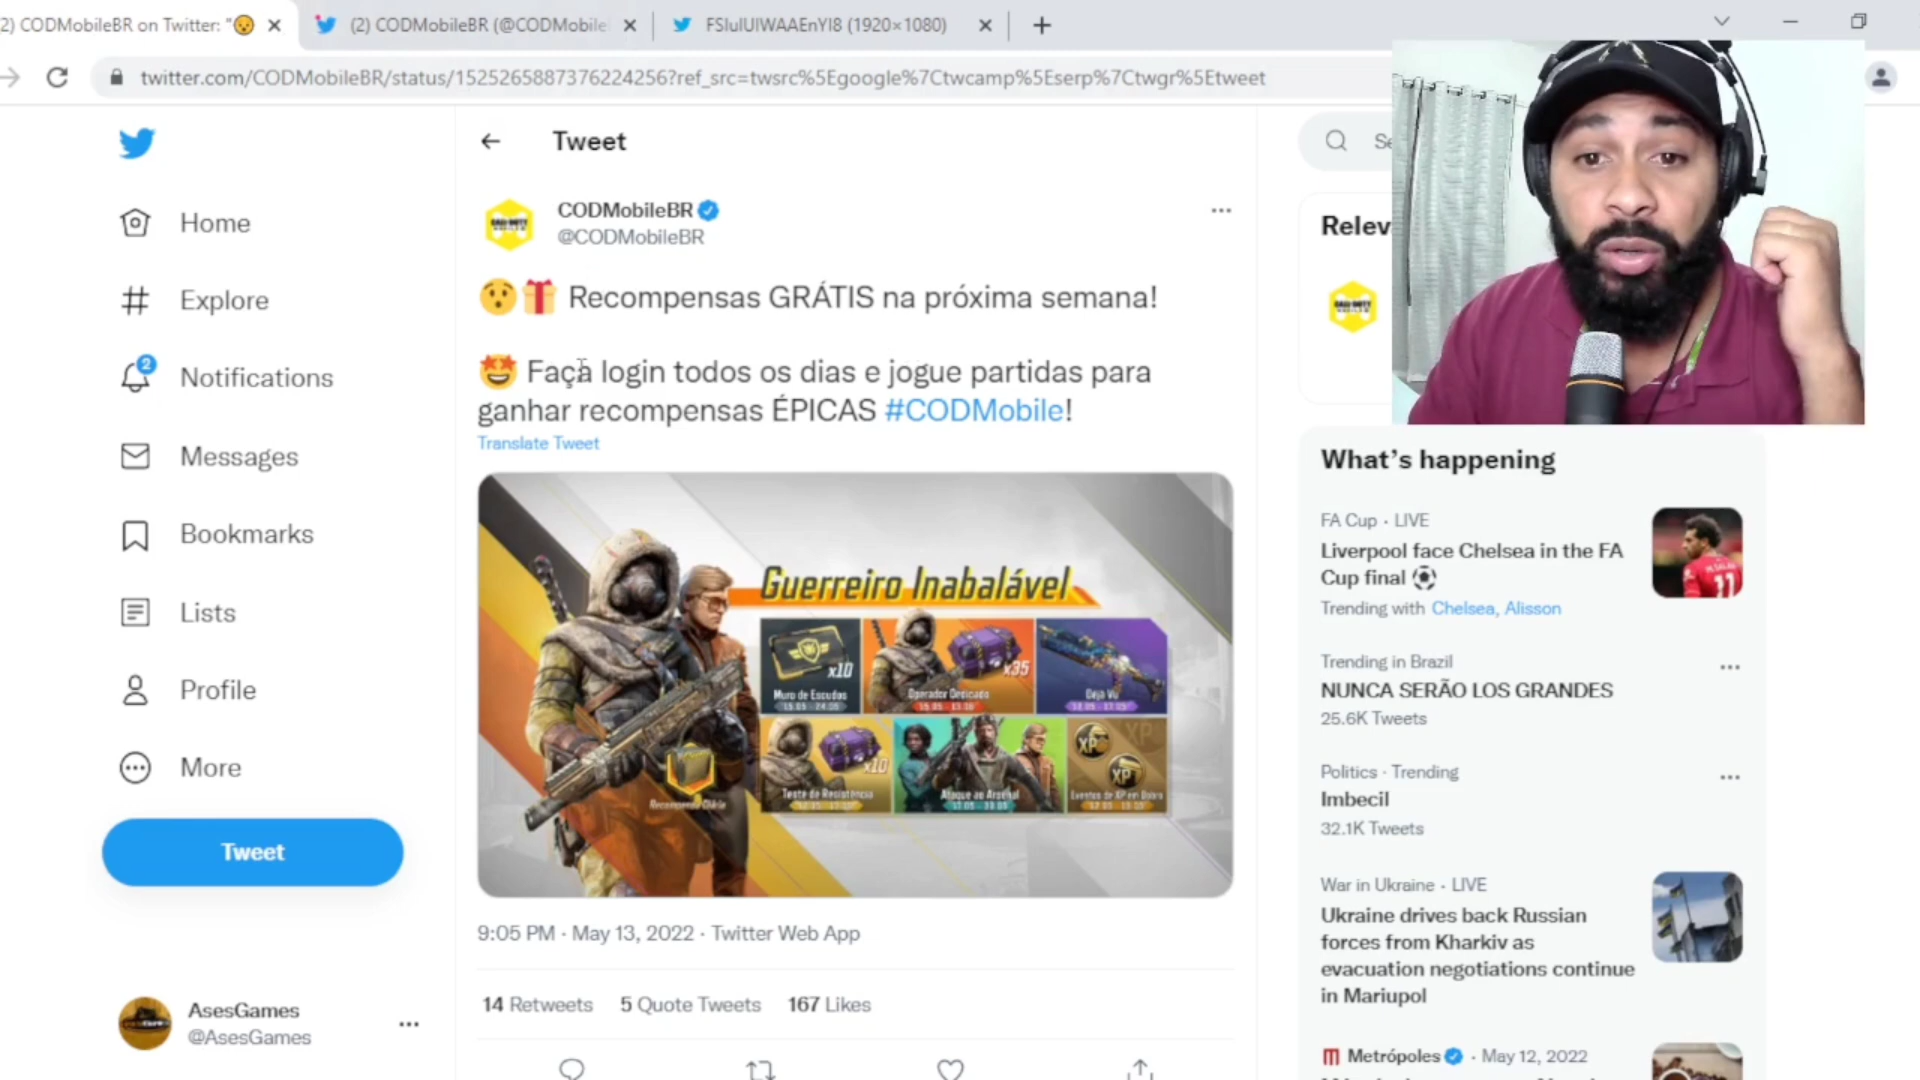 2) CODMobileBR on Twitter: "😯
(2) CODMobileBR (@CODMobile
FSIulUIWAAEnYI8 (1920×1080)
twitter.com/CODMobileBR/status/1525265887376224256?ref_src=twsrc%5Egoogle%7Ctwcamp%5Eserp%7Ctwgr%5Etweet
Home
Explore
2
Notifications
Messages
Bookmarks
Lists
Profile
More
Tweet
AsesGames
@AsesGames
Tweet
CODMobileBR
@CODMobileBR
😯🎁 Recompensas GRÁTIS na próxima semana!
🤩 Faça login todos os dias e jogue partidas para
ganhar recompensas ÉPICAS #CODMobile!
Translate Tweet
Guerreiro Inabalável
x10
Muro de Escudos
x35
Operador Dedicado
Deja Vu
Recompensa Diária
x10
Teste de Resistência
Ataque ao Arsenal
XP
XP
XP
Eventos de XP em Dobro
9:05 PM · May 13, 2022 · Twitter Web App
14 Retweets 5 Quote Tweets 167 Likes
Se
Relev
What's happening
FA Cup · LIVE
Liverpool face Chelsea in the FA
Cup final ⚽
Trending with Chelsea, Alisson
Trending in Brazil
NUNCA SERÃO LOS GRANDES
25.6K Tweets
Politics · Trending
Imbecil
32.1K Tweets
War in Ukraine · LIVE
Ukraine drives back Russian
forces from Kharkiv as
evacuation negotiations continue
in Mariupol
Metrópoles · May 12, 2022